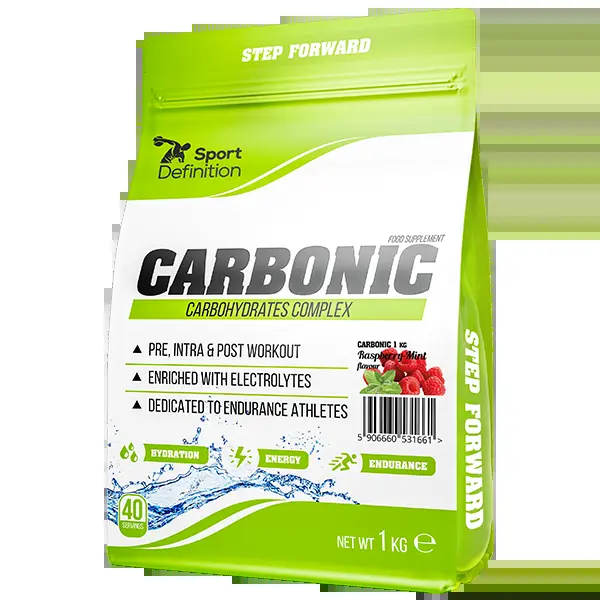 STEP FORWARD
Sport
Definition
FOOD SUPPLEMENT
CARBONIC
CARBOHYDRATES COMPLEX
▲ PRE, INTRA & POST WORKOUT
▲ ENRICHED WITH ELECTROLYTES
▲ DEDICATED TO ENDURANCE ATHLETES
CARBONIC 1 KG
Raspberry Mint
flavour
5 906660 531661 >
HYDRATION
ENERGY
ENDURANCE
40
SERVINGS
NET WT 1 KG ℮
STEP FORWARD